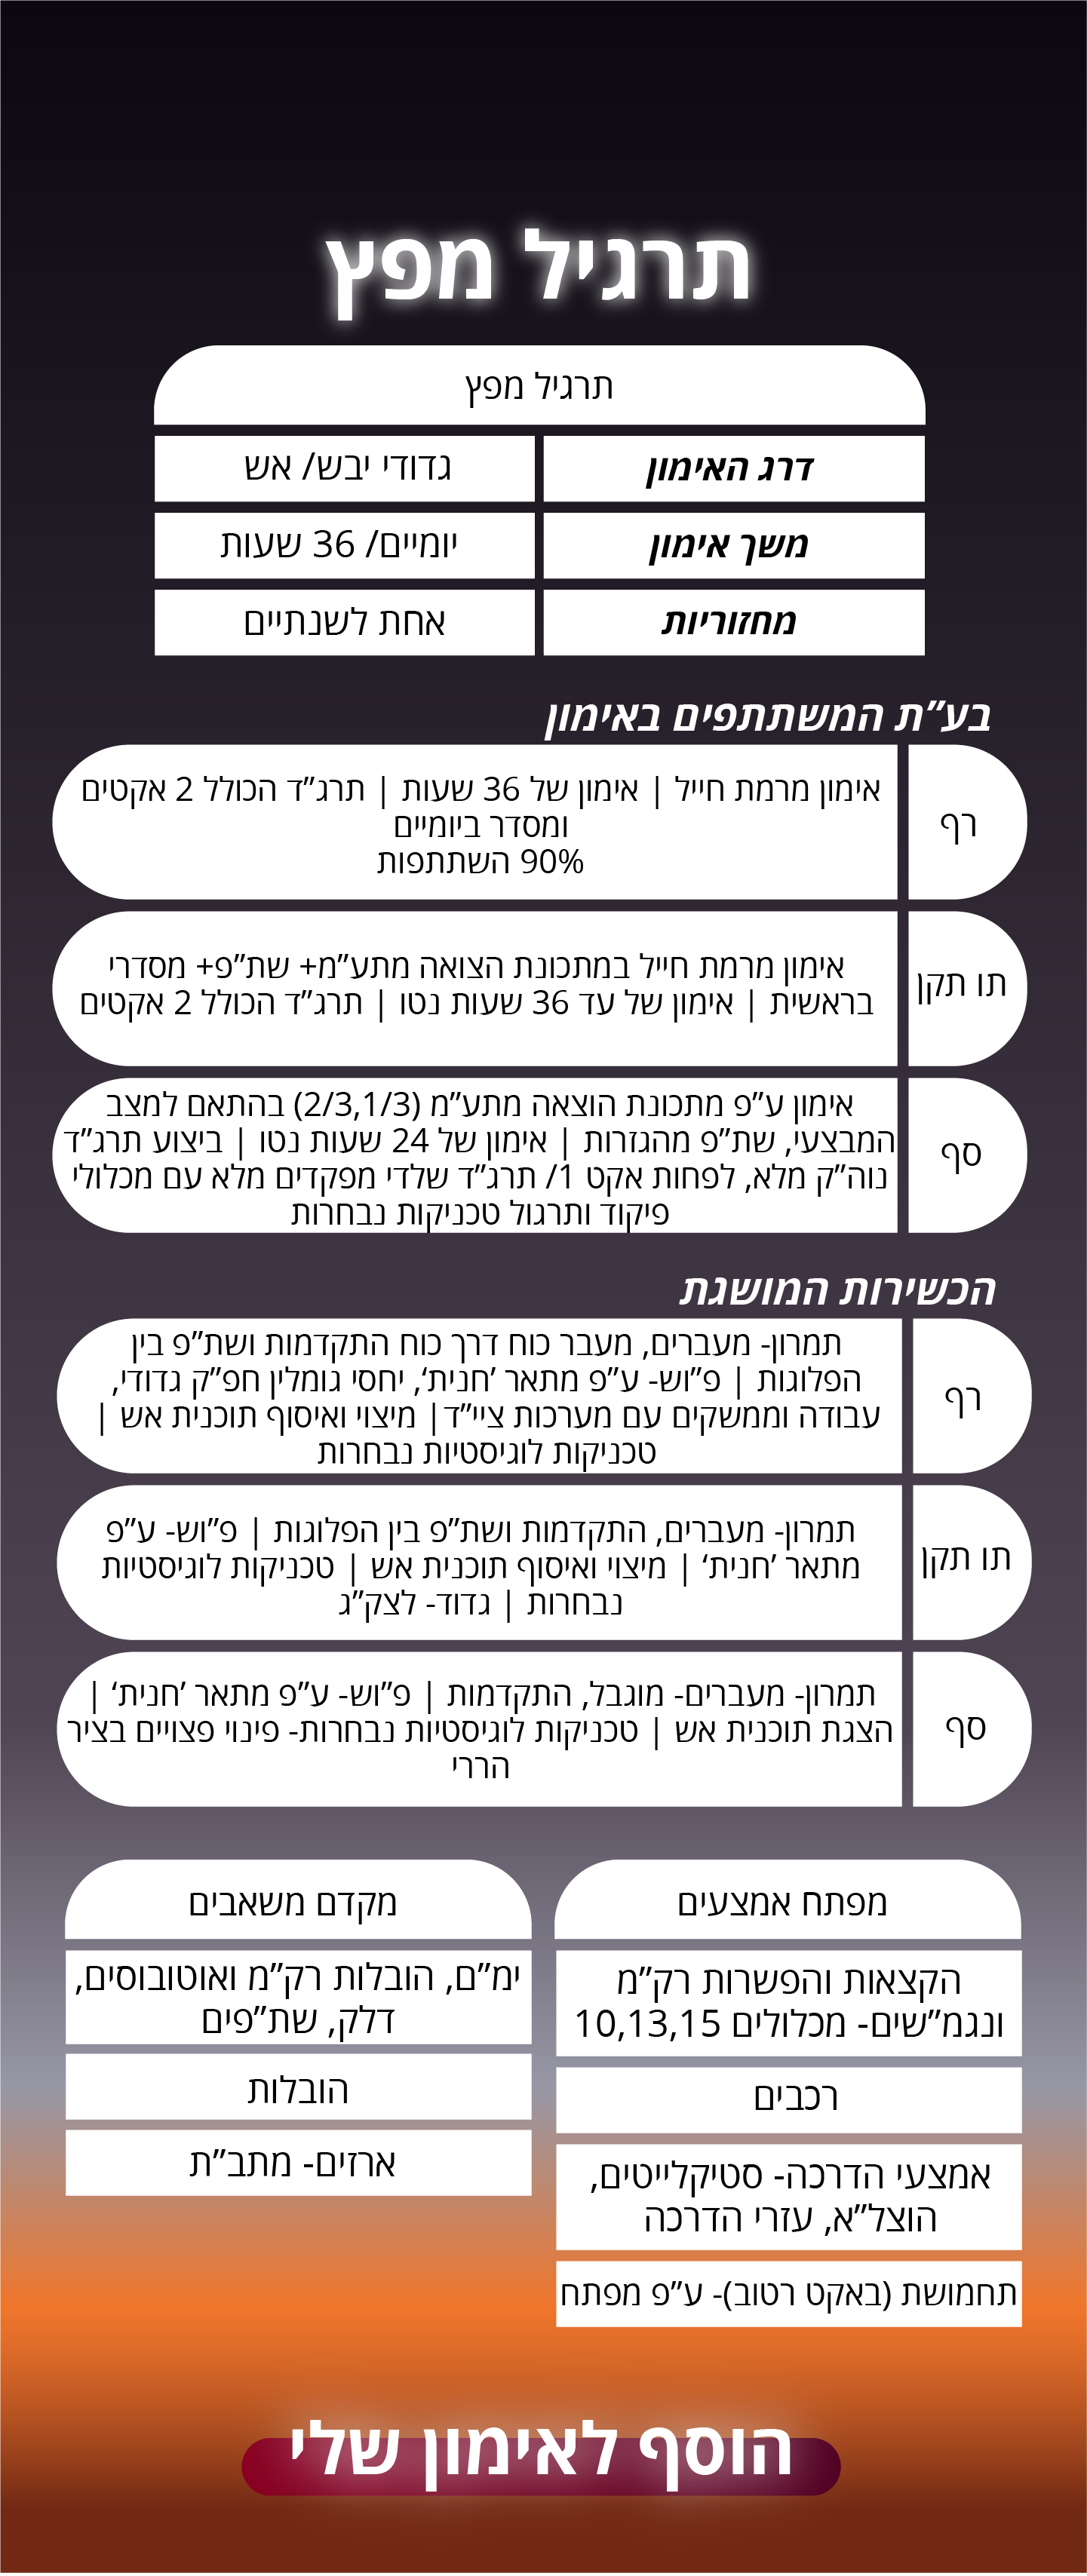 תרגיל מפץ
תרגיל מפץ
דרג האימון
גדודי יבש/ אש
משך אימון
יומיים/ 36 שעות
מחזוריות
אחת לשנתיים
בע”ת המשתתפים באימון
רף
אימון מרמת חייל | אימון של 36 שעות | תרג”ד הכולל 2 אקטים
ומסדר ביומיים
90% השתתפות
תו תקן
אימון מרמת חייל במתכונת הצואה מתע”מ+ שת”פ+ מסדרי
בראשית | אימון של עד 36 שעות נטו | תרג”ד הכולל 2 אקטים
סף
אימון ע”פ מתכונת הוצאה מתע”מ (2/3,1/3) בהתאם למצב
המבצעי, שת”פ מהגזרות | אימון של 24 שעות נטו | ביצוע תרג”ד
נוה”ק מלא, לפחות אקט 1/ תרג”ד שלדי מפקדים מלא עם מכלולי
פיקוד ותרגול טכניקות נבחרות
הכשירות המושגת
רף
תמרון- מעברים, מעבר כוח דרך כוח התקדמות ושת”פ בין
הפלוגות | פ”וש- ע”פ מתאר ’חנית‘, יחסי גומלין חפ”ק גדודי,
עבודה וממשקים עם מערכות ציי”ד| מיצוי ואיסוף תוכנית אש |
טכניקות לוגיסטיות נבחרות
תו תקן
תמרון- מעברים, התקדמות ושת”פ בין הפלוגות | פ”וש- ע”פ
מתאר ’חנית‘ | מיצוי ואיסוף תוכנית אש | טכניקות לוגיסטיות
נבחרות | גדוד- לצק”ג
סף
תמרון- מעברים- מוגבל, התקדמות | פ”וש- ע”פ מתאר ’חנית‘ |
הצגת תוכנית אש | טכניקות לוגיסטיות נבחרות- פינוי פצויים בציר
הררי
מפתח אמצעים
הקצאות והפשרות רק”מ
ונגמ”שים- מכלולים 10,13,15
רכבים
אמצעי הדרכה- סטיקלייטים,
הוצל”א, עזרי הדרכה
תחמושת (באקט רטוב)- ע”פ מפתח
מקדם משאבים
ימ”ם, הובלות רק”מ ואוטובוסים,
דלק, שת”פים
הובלות
ארזים- מתב”ת
הוסף לאימון שלי